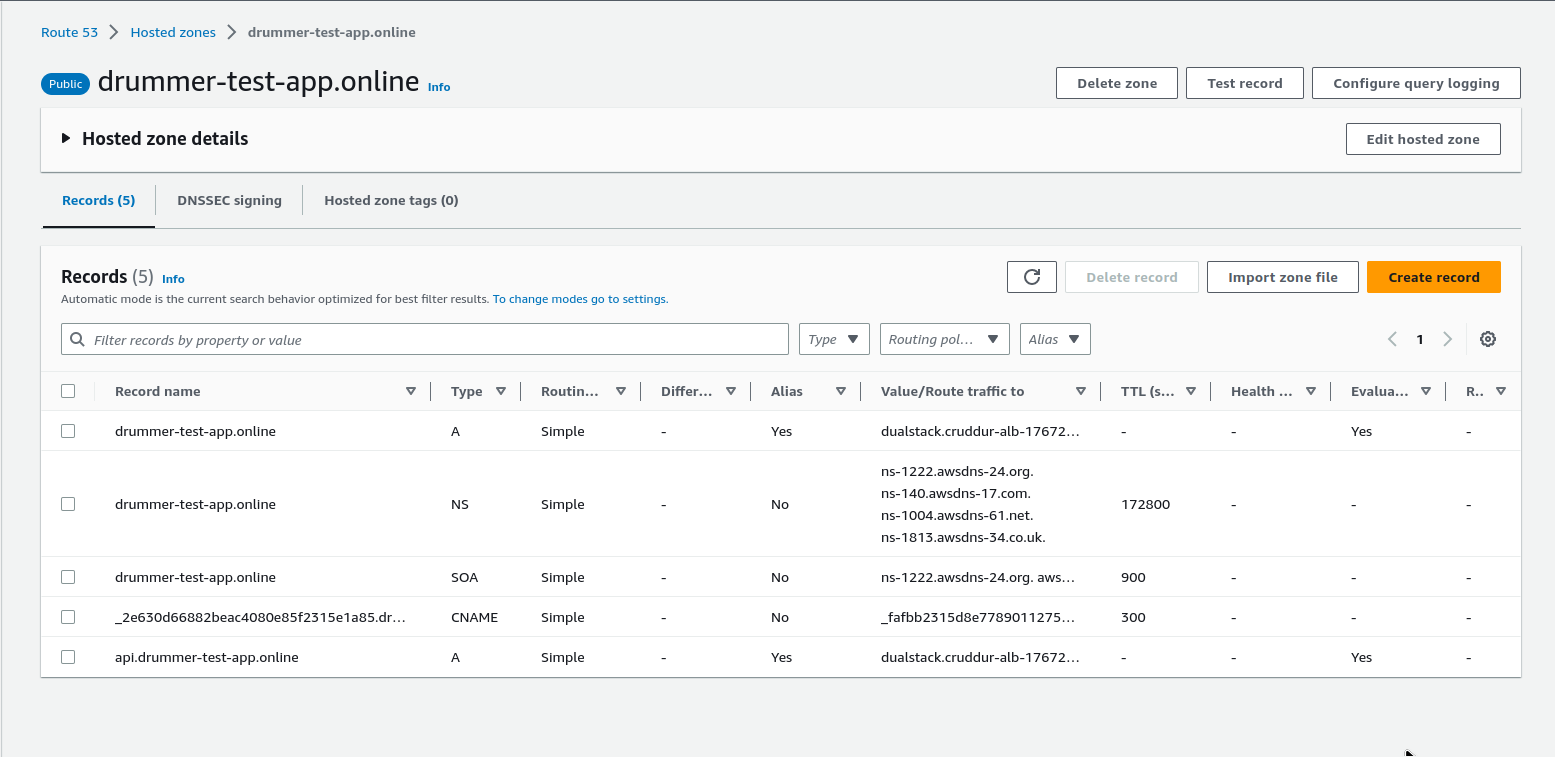 Route 53 > Hosted zones > drummer-test-app.online
Public drummer-test-app.online Info
Delete zone Test record Configure query logging
Hosted zone details Edit hosted zone
Records (5) DNSSEC signing Hosted zone tags (0)
Records (5) Info Delete record Import zone file Create record
Automatic mode is the current search behavior optimized for best filter results. To change modes go to settings.
Filter records by property or value Type Routing pol... Alias 1
Record name Type Routin... Differ... Alias Value/Route traffic to TTL (s... Health ... Evalua... R..
drummer-test-app.online A Simple - Yes dualstack.cruddur-alb-17672... - - Yes -
ns-1222.awsdns-24.org.
ns-140.awsdns-17.com.
drummer-test-app.online NS Simple - No 172800 - - -
ns-1004.awsdns-61.net.
ns-1813.awsdns-34.co.uk.
drummer-test-app.online SOA Simple - No ns-1222.awsdns-24.org. aws... 900 - - -
_2e630d66882beac4080e85f2315e1a85.dr... CNAME Simple - No _fafbb2315d8e7789011275... 300 - - -
api.drummer-test-app.online A Simple - Yes dualstack.cruddur-alb-17672... - - Yes -